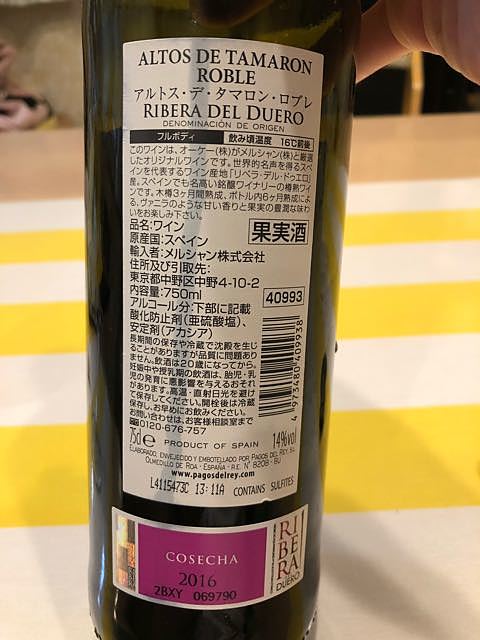 ALTOS DE TAMARON
ROBLE
アルトス・デ・タマロン・ロブレ
RIBERA DEL DUERO
DENOMINACIÓN DE ORIGEN
フルボディ 飲み頃温度 16℃前後
このワインは、オーケー(株)がメルシャン(株)と厳選
したオリジナルワインです。世界的名声を得るスペイ
ンを代表するワイン産地「リベラ・デル・ドゥエロ」
産。スペインでも名高い銘醸ワイナリーの樽熟ワイ
ンです。木樽3ヶ月間熟成、ボトル内6ヶ月熟成によ
る、ヴァニラのような甘い香りと果実の豊潤な味わ
いをお楽しみ下さい。
品名:ワイン
原産国:スペイン
果実酒
輸入者:メルシャン株式会社
住所及び引取先:
東京都中野区中野4-10-2
内容量:750ml
40993
アルコール分:下部に記載
酸化防止剤(亜硫酸塩)、
安定剤(アカシア)
長期間の保存や冷蔵で沈殿を生じ
ることがありますが品質に問題あり
ません。飲酒は20歳になってから。
妊娠中や授乳期の飲酒は、胎児・乳
児の発育に悪影響を与えるおそれ
があります。高温・直射日光を避け
て保存してください。開栓後は冷蔵
保存し、お早めにお飲みください。
お問い合わせは、お客様相談室まで
0120-676-757
4 973480 409938
75cl e PRODUCT OF SPAIN 14%vol
ELABORADO, ENVEJECIDO Y EMBOTELLADO POR PAGOS DEL REY, S.L.
OLMEDILLO DE ROA - ESPAÑA - R.E. Nº 8208 - BU
www.pagosdelrey.com
L4115473C 13:11A CONTAINS SULFITES
COSECHA
2016
2BXY 069790
RIBERA
DUERO